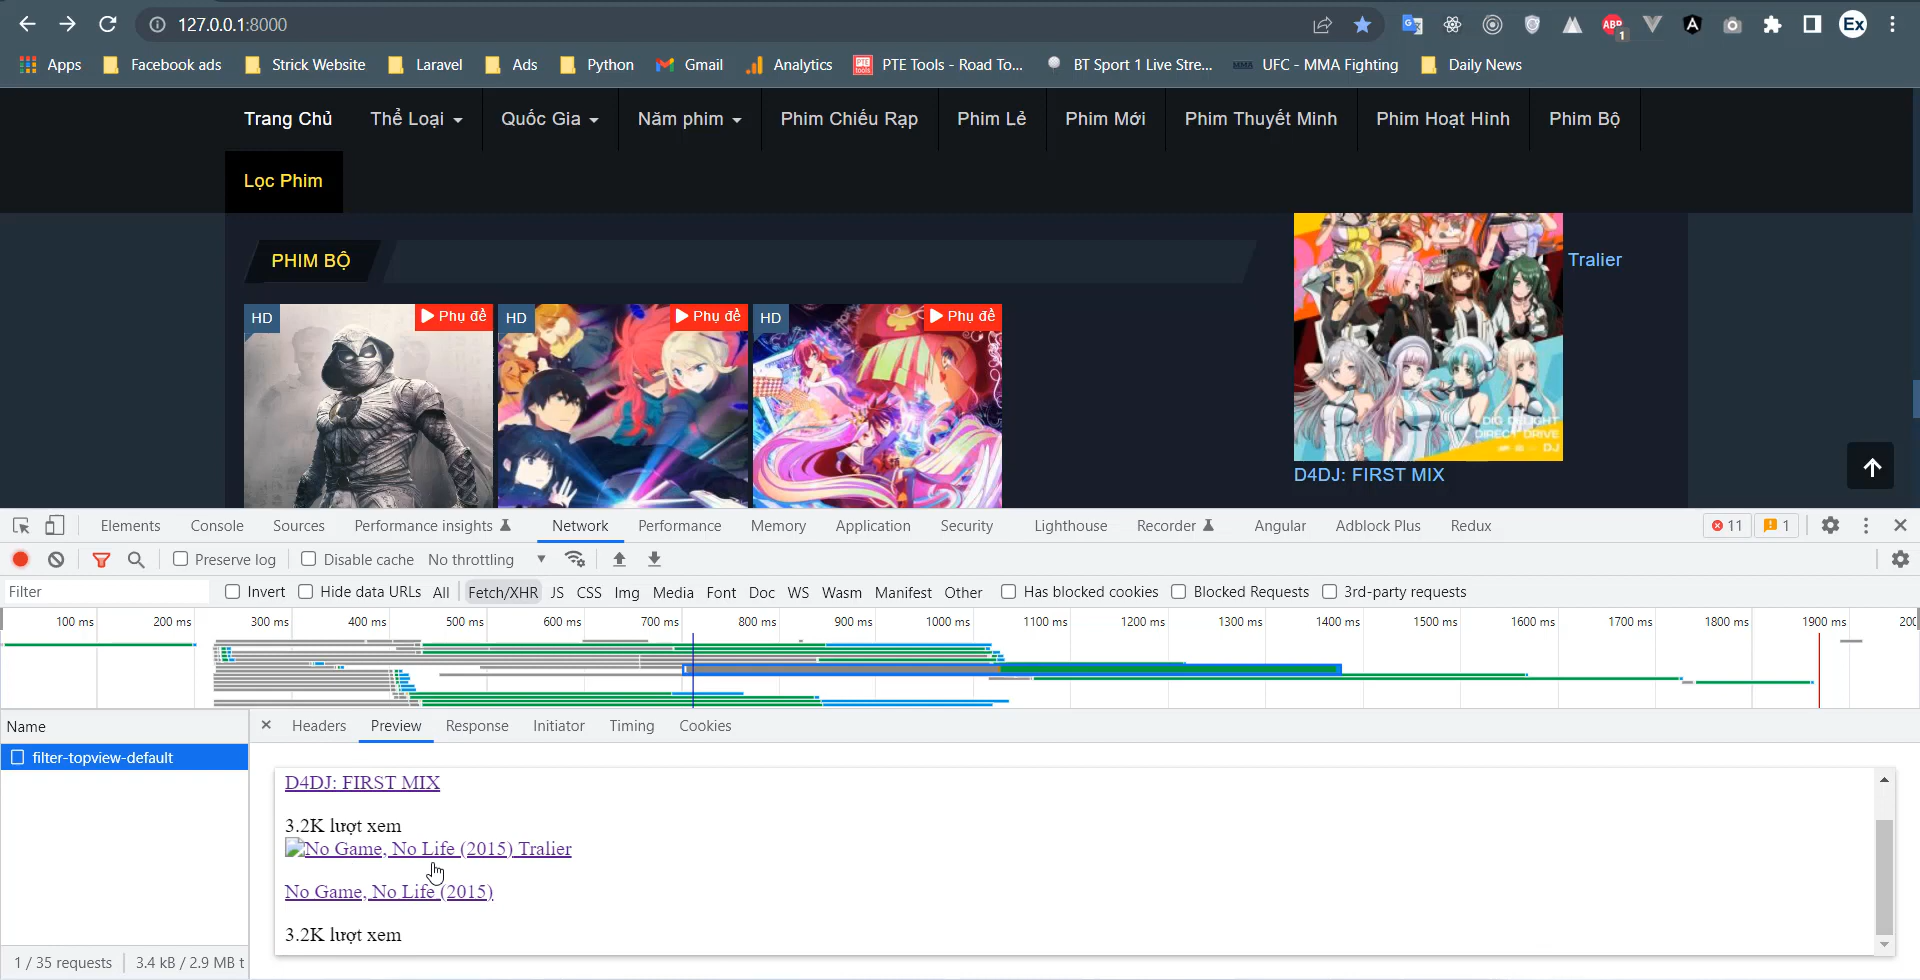 127.0.0.1:8000
ABP
1
A
Ex
Apps
Facebook ads
Strick Website
Laravel
Ads
Python
Gmail
Analytics
PTE Tools - Road To...
BT Sport 1 Live Stre...
UFC - MMA Fighting
Daily News
Trang Chủ
Thể Loại
Quốc Gia
Năm phim
Phim Chiếu Rạp
Phim Lẻ
Phim Mới
Phim Thuyết Minh
Phim Hoạt Hình
Phim Bộ
Lọc Phim
PHIM BỘ
HD
Phụ đề
HD
Phụ đề
HD
Phụ đề
DIG DELIGHT
DIRECT DRIVE
DJ
Tralier
D4DJ: FIRST MIX
Elements
Console
Sources
Performance insights
Network
Performance
Memory
Application
Security
Lighthouse
Recorder
Angular
Adblock Plus
Redux
11
1
Preserve log
Disable cache
No throttling
Filter
Invert
Hide data URLs
All
Fetch/XHR
JS
CSS
Img
Media
Font
Doc
WS
Wasm
Manifest
Other
Has blocked cookies
Blocked Requests
3rd-party requests
100 ms
200 ms
300 ms
400 ms
500 ms
600 ms
700 ms
800 ms
900 ms
1000 ms
1100 ms
1200 ms
1300 ms
1400 ms
1500 ms
1600 ms
1700 ms
1800 ms
1900 ms
200
Name
Headers
Preview
Response
Initiator
Timing
Cookies
filter-topview-default
D4DJ: FIRST MIX
3.2K lượt xem
No Game, No Life (2015) Tralier
No Game, No Life (2015)
3.2K lượt xem
1 / 35 requests
3.4 kB / 2.9 MB t